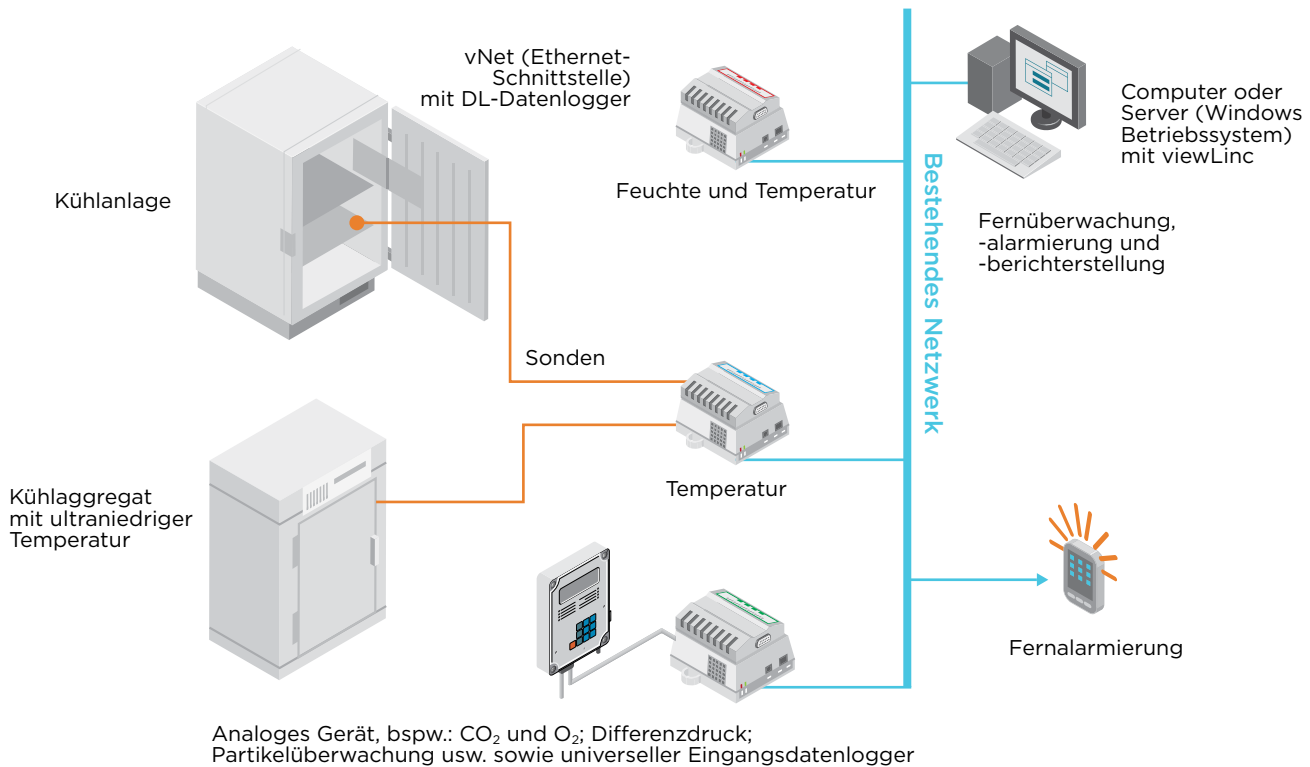 vNet (Ethernet-
Schnittstelle)
mit DL-Datenlogger
Feuchte und Temperatur
Computer oder
Server (Windows
Betriebssystem)
mit viewLinc
Kühlanlage
Bestehendes Netzwerk
Fernüberwachung,
-alarmierung und
-berichterstellung
Sonden
Temperatur
Kühlaggregat
mit ultraniedriger
Temperatur
Fernalarmierung
Analoges Gerät, bspw.: CO₂ und O₂; Differenzdruck;
Partikelüberwachung usw. sowie universeller Eingangsdatenlogger